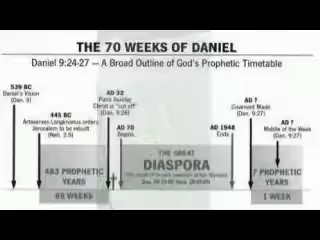 THE 70 WEEKS OF DANIEL
Daniel 9:24-27 — A Broad Outline of God's Prophetic Timetable
539 BC
Daniel's Vision
(Dan. 9)
445 BC
Artaxerxes Longimanus orders
Jerusalem to be rebuilt
(Neh. 2:5)
AD 32
Palm Sunday
Christ is "cut off"
(Dan. 9:26)
AD 70
Begins
AD 1948
Ends
AD ?
Covenant Made
(Dan. 9:27)
AD ?
Middle of the Week
(Dan. 9:27)
483 PROPHETIC
YEARS
69 WEEKS
THE GREAT
DIASPORA
7 PROPHETIC
YEARS
1 WEEK